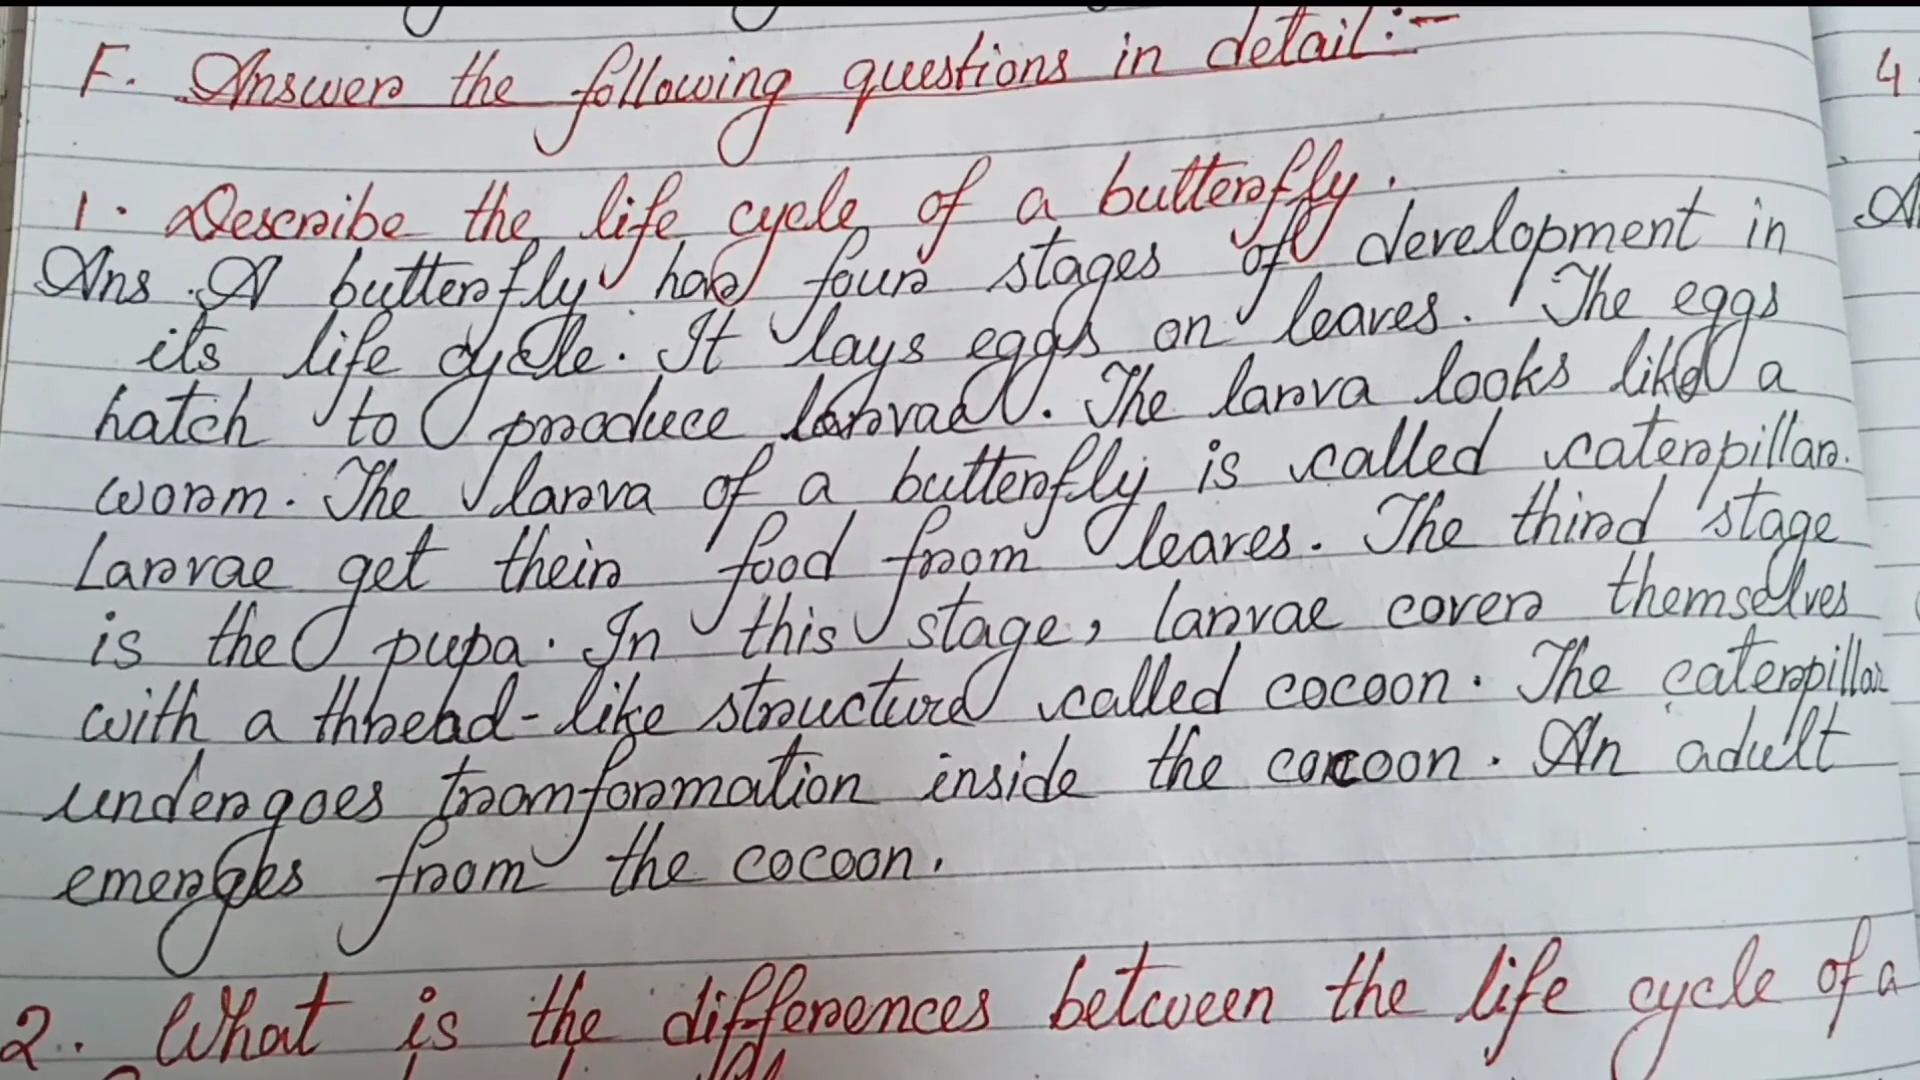 F. Answer the following questions in detail:-
4.
1. Describe the life cycle of a butterfly.
Ans. A butterfly has four stages of development in
its life cycle. It lays eggs on leaves. The eggs
hatch to produce larvae. The larva looks like a
worm. The larva of a butterfly is called caterpillar.
Larvae get their food from leaves. The third stage
is the pupa. In this stage, larvae cover themselves
with a thread-like structure called cocoon. The caterpillar
undergoes tranformation inside the cocoon. An adult
emerges from the cocoon.
2. What is the differences between the life cycle of a